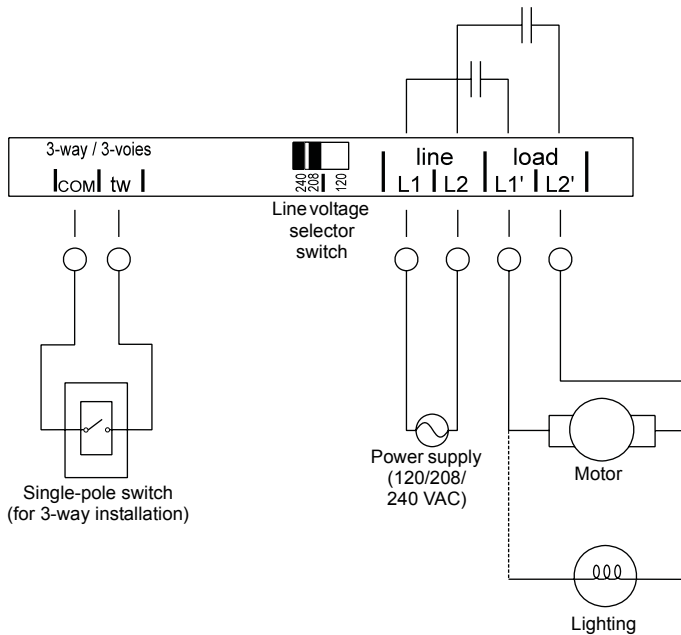 3-way / 3-voies
COM tw
240
208
120
Line voltage
selector
switch
line load
L1 L2 L1' L2'
Single-pole switch
(for 3-way installation)
Power supply
(120/208/
240 VAC)
Motor
Lighting